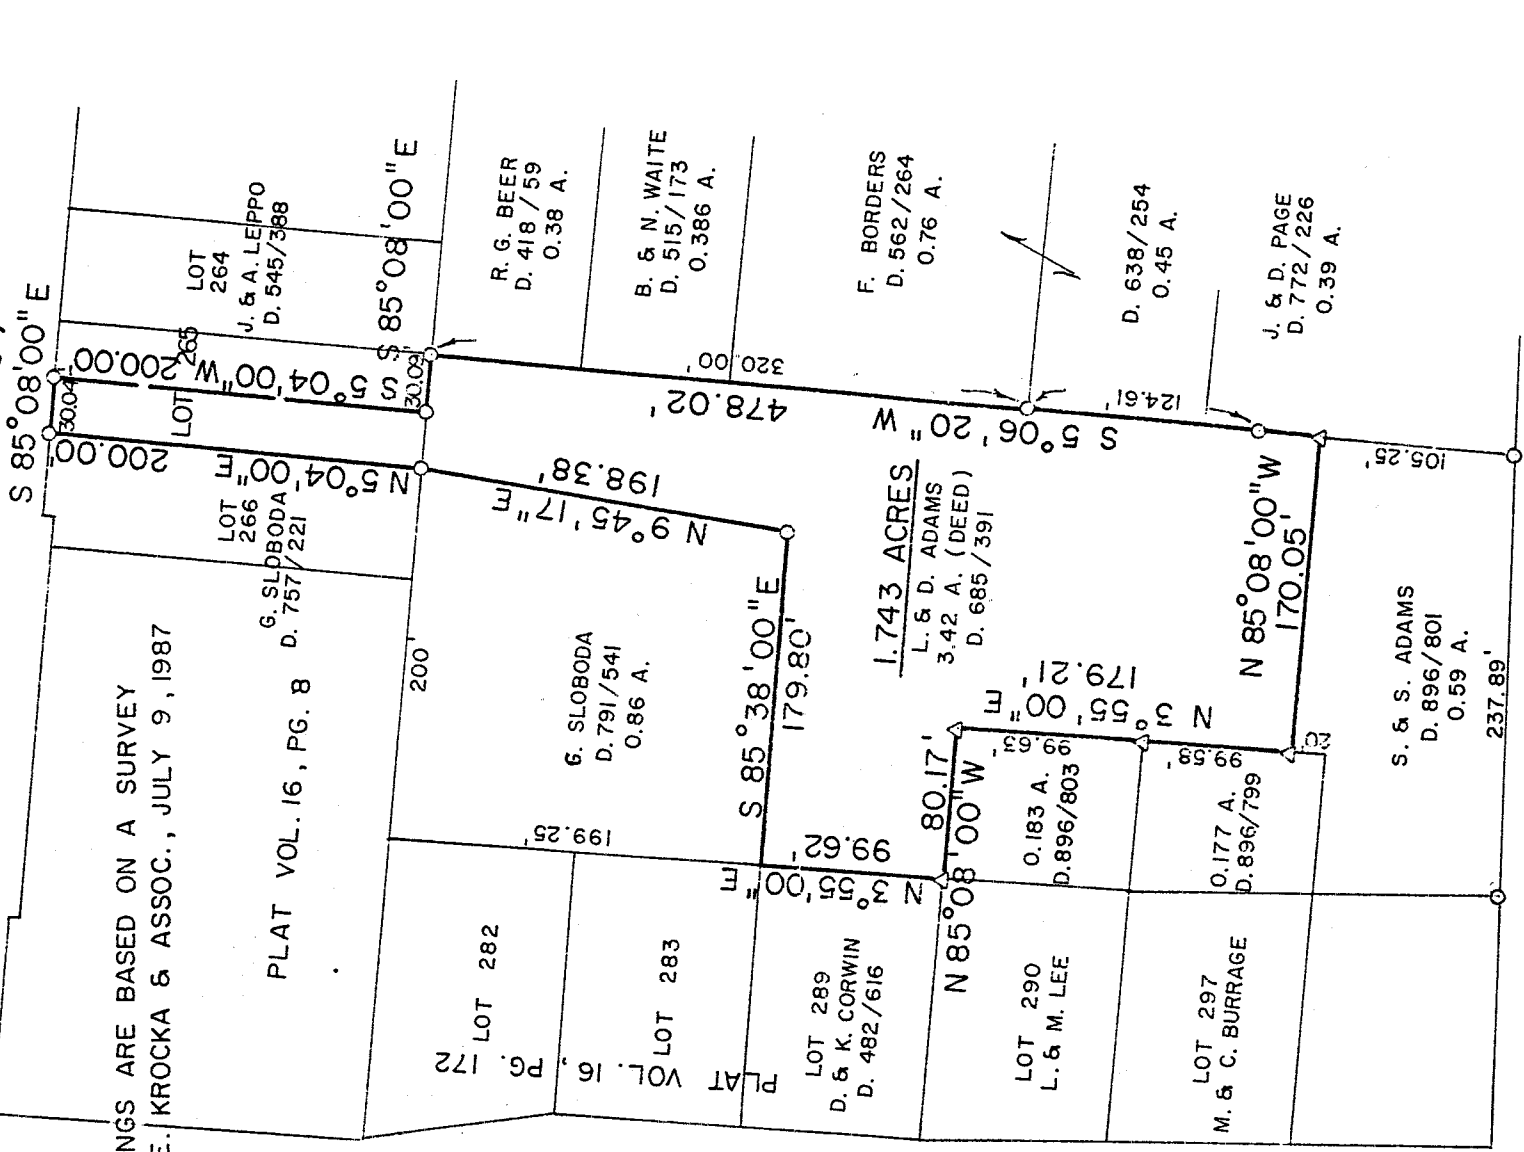 NGS ARE BASED ON A SURVEY
E. KROCKA & ASSOC., JULY 9, 1987
PLAT VOL. 16, PG. 8
S 85°08'00"E
30.04'
200.00'
S 5°04'00"W
200.00'
N 5°04'00"E
LOT
265
LOT
264
J. & A. LEPPO
D. 545/388
S 85°08'00"E
30.09'
LOT
266
G. SLOBODA
D. 757/221
200'
R. G. BEER
D. 418/59
0.38 A.
B. & N. WAITE
D. 515/173
0.386 A.
F. BORDERS
D. 562/264
0.76 A.
D. 638/254
0.45 A.
J. & D. PAGE
D. 772/226
0.39 A.
320.00'
478.02'
S 5°06'20"W
124.61'
105.25'
198.38'
N 9°45'17"E
G. SLOBODA
D. 791/541
0.86 A.
S 85°38'00"E
179.80'
1.743 ACRES
L. & D. ADAMS
3.42 A. (DEED)
D. 685/391
N 85°08'00"W
170.05'
179.21'
N 3°55'00"E
99.63'
99.58'
20'
80.17'
N 85°08'00"W
99.62'
N 3°55'00"E
199.25'
0.183 A.
D. 896/803
0.177 A.
D. 896/799
S. & S. ADAMS
D. 896/801
0.59 A.
237.89'
LOT 282
LOT 283
PLAT VOL. 16, PG. 172
LOT 289
D. & K. CORWIN
D. 482/616
LOT 290
L. & M. LEE
LOT 297
M. & C. BURRAGE